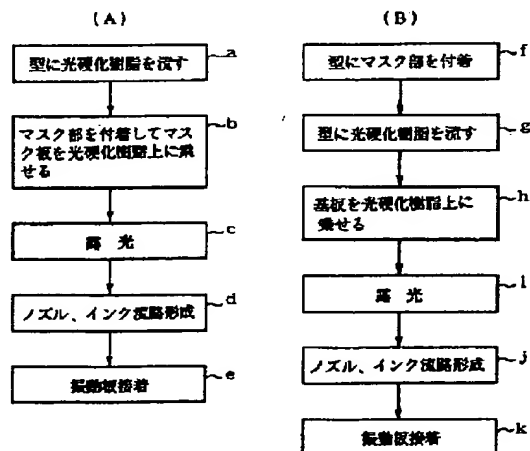 (A)
型に光硬化樹脂を流す
a
マスク部を付着してマス
ク板を光硬化樹脂上に乗
せる
b
露 光
c
ノズル、インク流路形成
d
振動板接着
e
(B)
型にマスク部を付着
f
型に光硬化樹脂を流す
g
基板を光硬化樹脂上に
乗せる
h
露 光
i
ノズル、インク流路形成
j
振動板接着
k